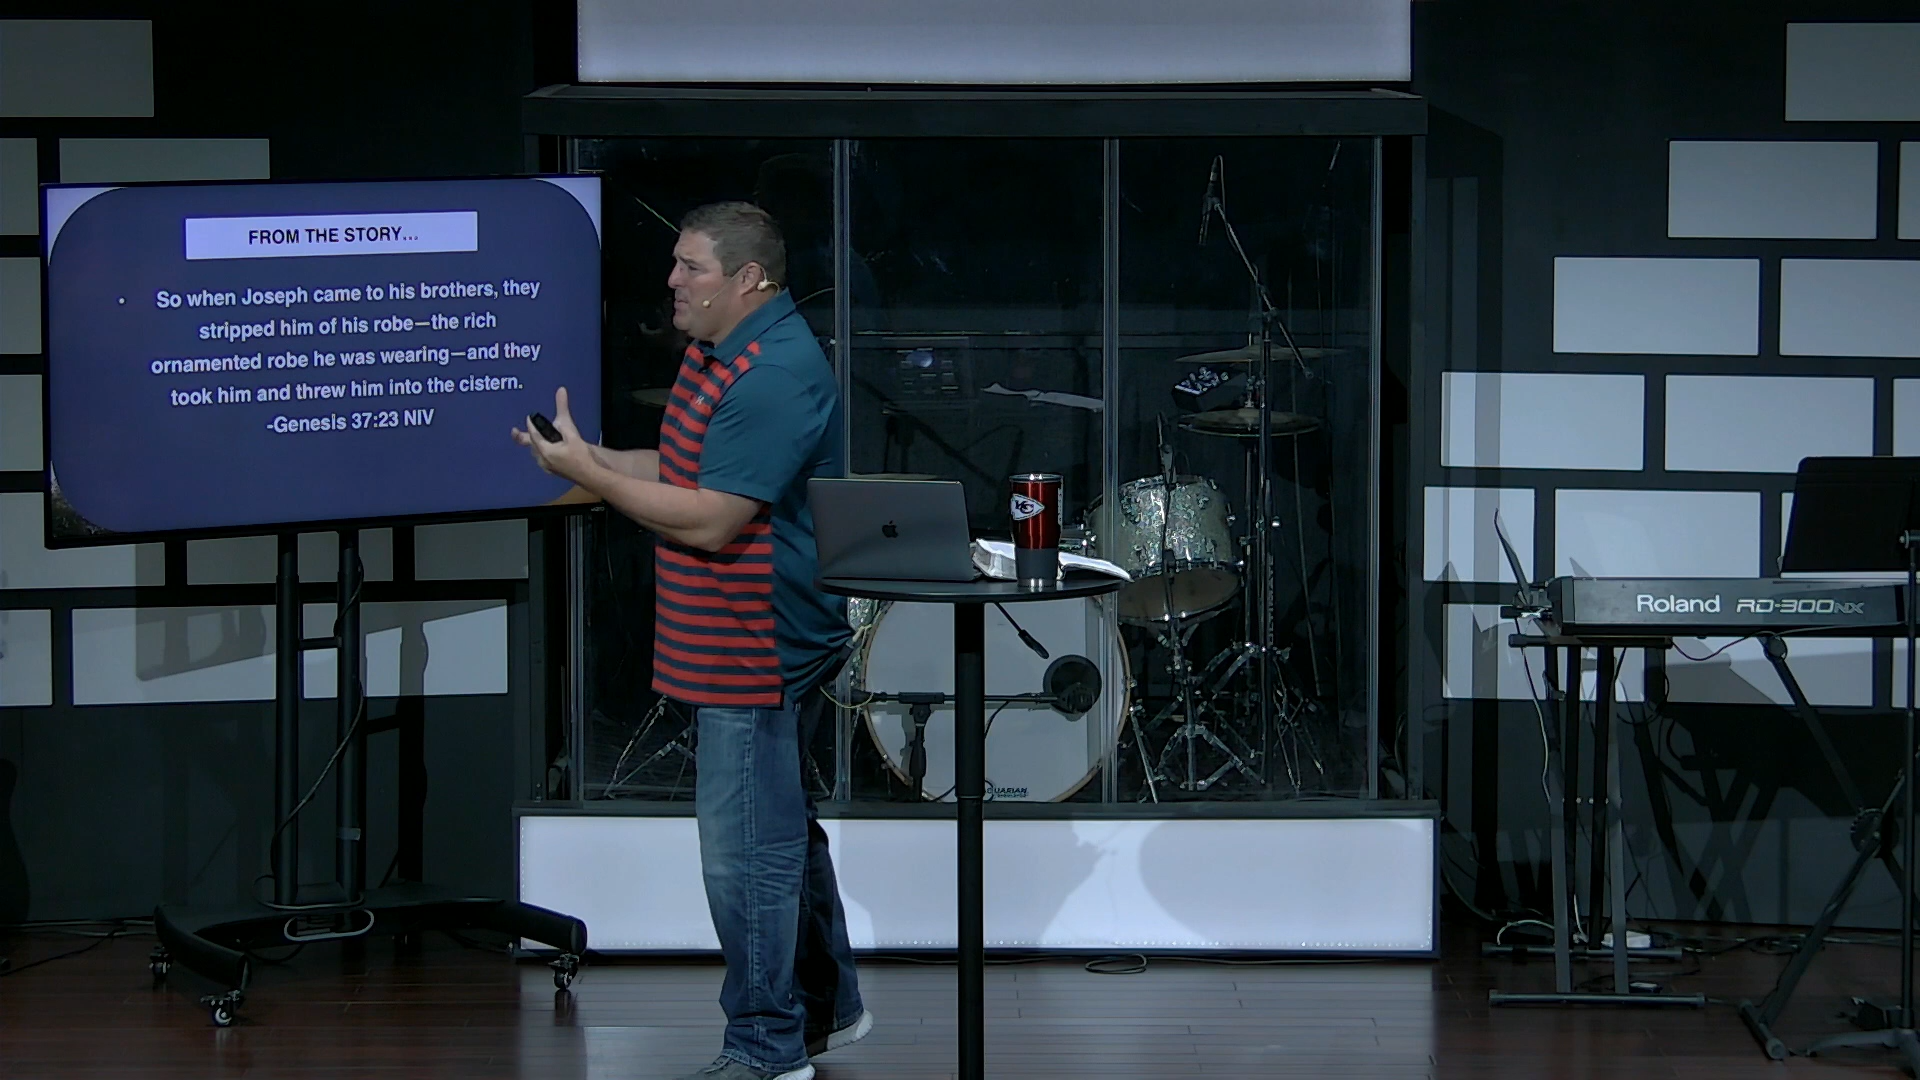 FROM THE STORY...
• So when Joseph came to his brothers, they
stripped him of his robe—the rich
ornamented robe he was wearing—and they
took him and threw him into the cistern.
-Genesis 37:23 NIV
KC
Roland RD-300NX